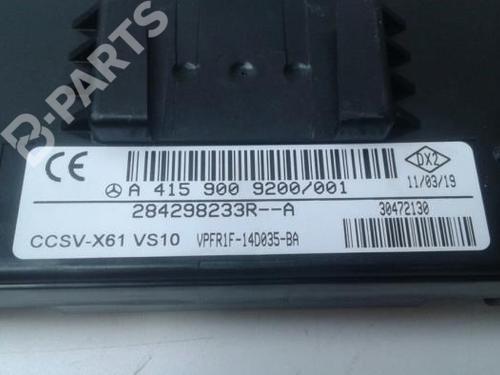 B-PARTS
CE
DX2
A 415 900 9200/001
11/03/19
284298233R--A
30472130
CCSV-X61 VS10 VPFR1F-14D035-BA